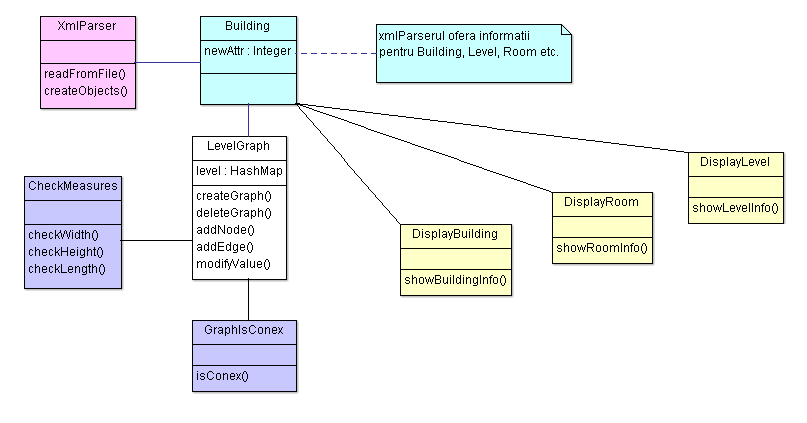 XmlParser
readFromFile()
createObjects()
Building
newAttr : Integer
xmlParserul ofera informatii
pentru Building, Level, Room etc.
LevelGraph
level : HashMap
createGraph()
deleteGraph()
addNode()
addEdge()
modifyValue()
CheckMeasures
checkWidth()
checkHeight()
checkLength()
GraphIsConex
isConex()
DisplayBuilding
showBuildingInfo()
DisplayRoom
showRoomInfo()
DisplayLevel
showLevelInfo()